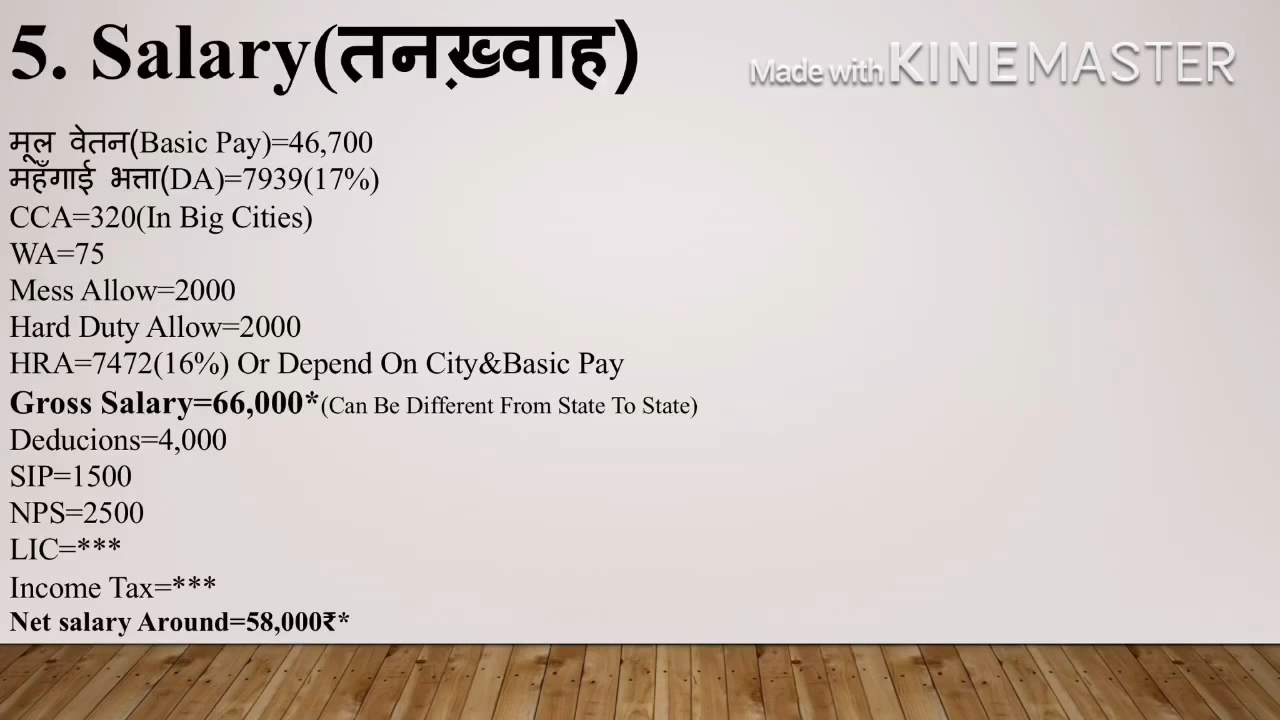 5. Salary(तनख़्वाह)
Made with KINEMASTER
मूल वेतन(Basic Pay)=46,700
महँगाई भत्ता(DA)=7939(17%)
CCA=320(In Big Cities)
WA=75
Mess Allow=2000
Hard Duty Allow=2000
HRA=7472(16%) Or Depend On City&Basic Pay
Gross Salary=66,000*(Can Be Different From State To State)
Deducions=4,000
SIP=1500
NPS=2500
LIC=***
Income Tax=***
Net salary Around=58,000₹*